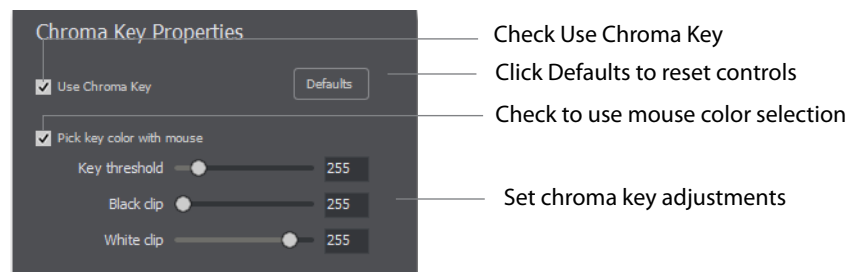 Chroma Key Properties
Check Use Chroma Key
Use Chroma Key
Defaults
Click Defaults to reset controls
Check to use mouse color selection
Pick key color with mouse
Key threshold 255
Black clip 255
Set chroma key adjustments
White clip 255